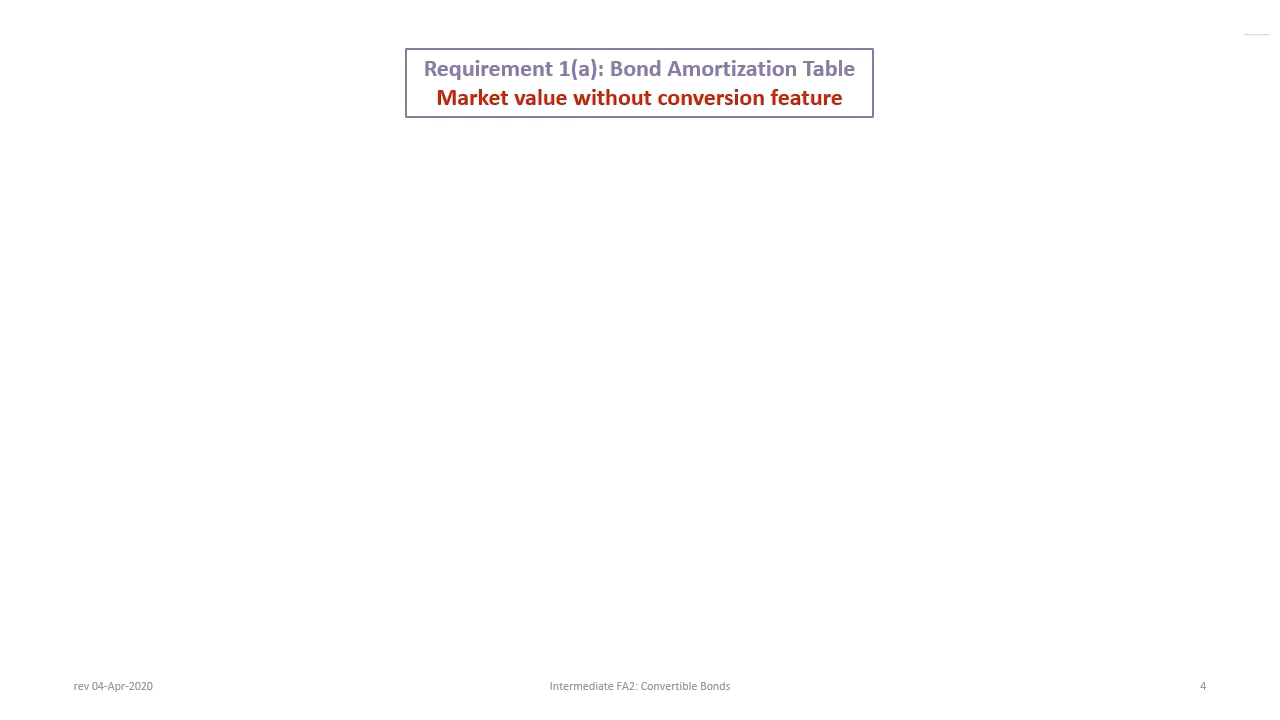 Requirement 1(a): Bond Amortization Table
Market value without conversion feature
rev 04-Apr-2020
Intermediate FA2: Convertible Bonds
4